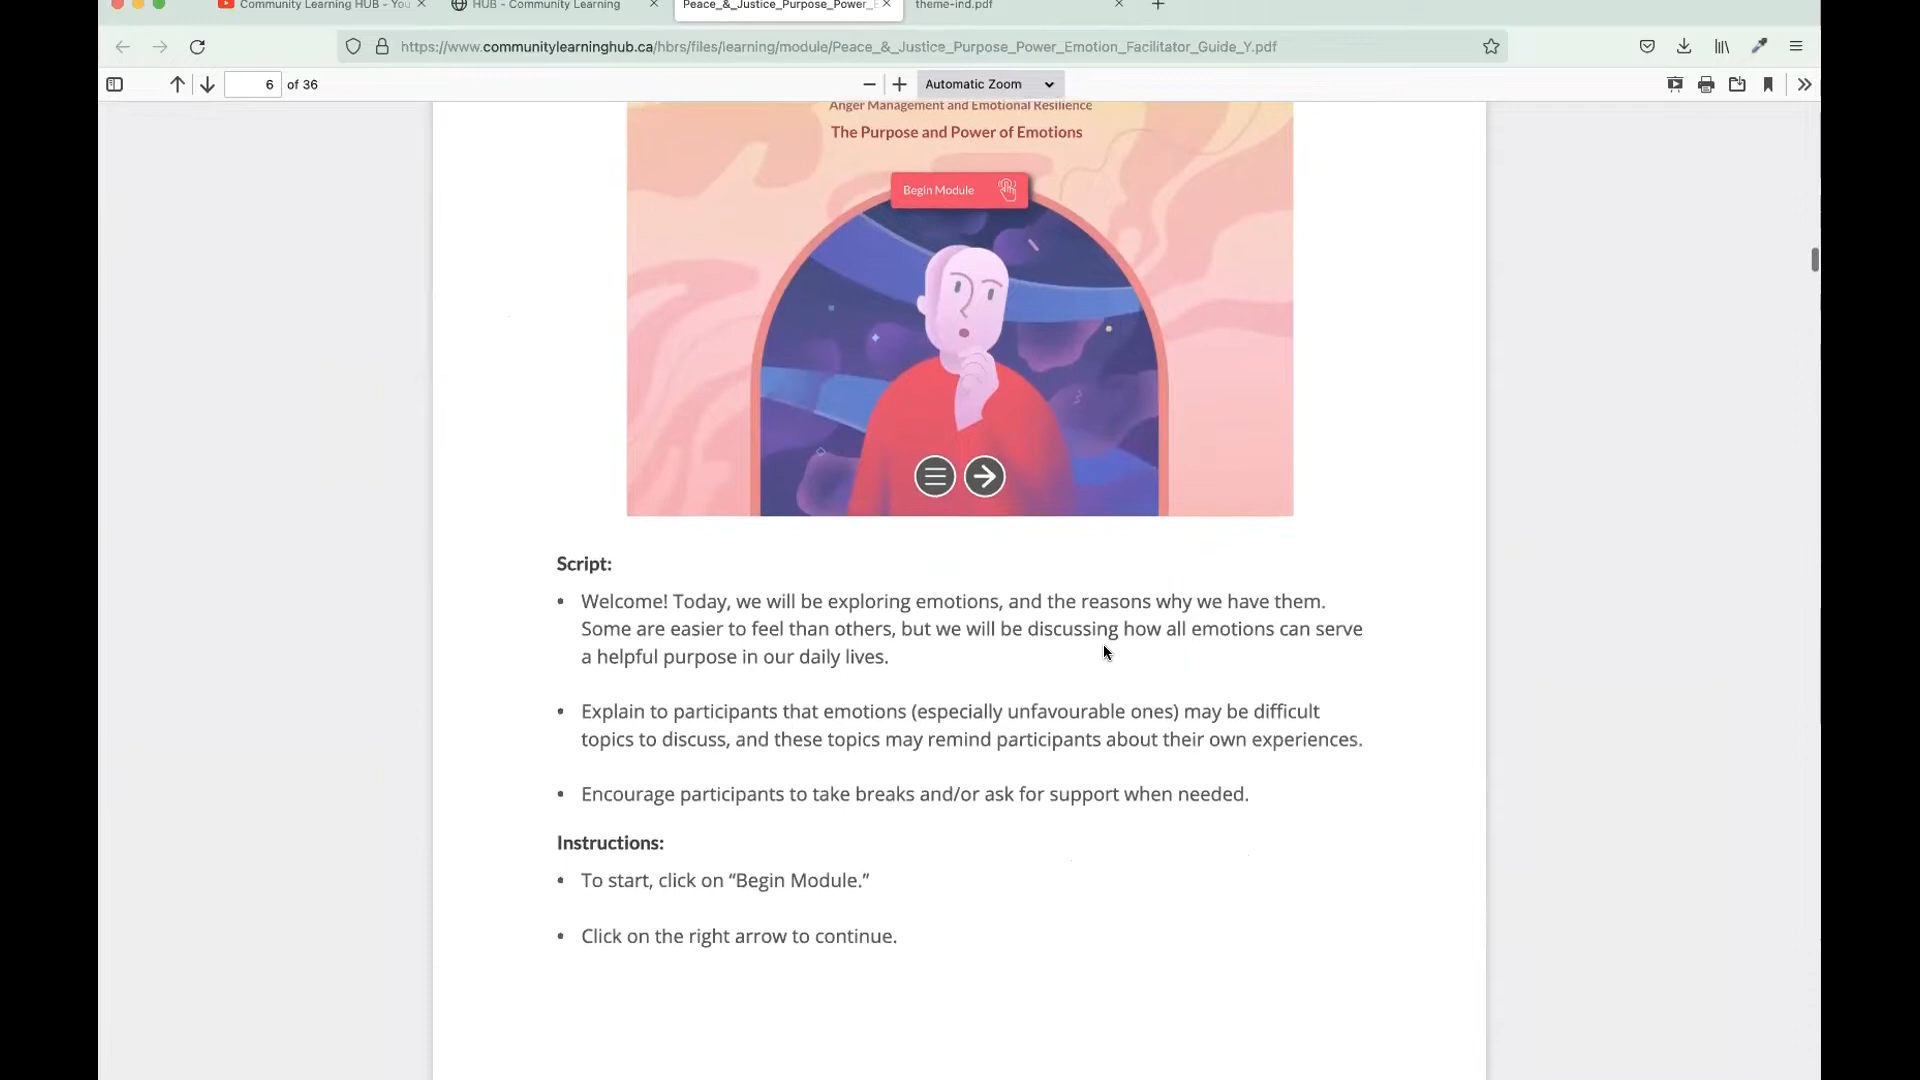 Community Learning HUB - You
HUB - Community Learning
Peace_&_Justice_Purpose_Power_E
theme-ind.pdf
https://www.communitylearninghub.ca/hbrs/files/learning/module/Peace_&_Justice_Purpose_Power_Emotion_Facilitator_Guide_Y.pdf
6 of 36
Automatic Zoom
Anger Management and Emotional Resilience
The Purpose and Power of Emotions
Begin Module
Script:
• Welcome! Today, we will be exploring emotions, and the reasons why we have them.
Some are easier to feel than others, but we will be discussing how all emotions can serve
a helpful purpose in our daily lives.
• Explain to participants that emotions (especially unfavourable ones) may be difficult
topics to discuss, and these topics may remind participants about their own experiences.
• Encourage participants to take breaks and/or ask for support when needed.
Instructions:
• To start, click on “Begin Module.”
• Click on the right arrow to continue.